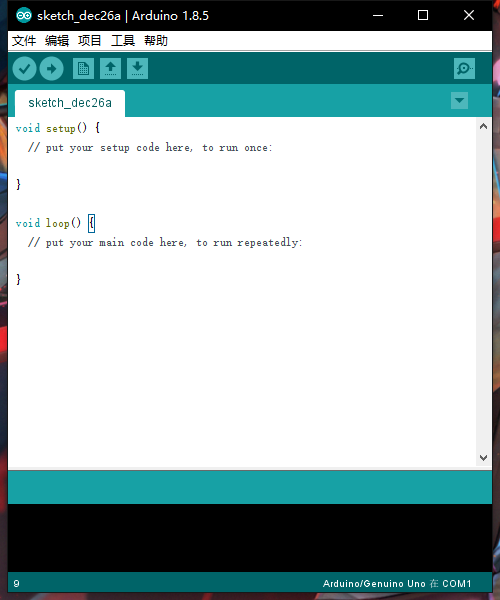 sketch_dec26a | Arduino 1.8.5
文件 编辑 项目 工具 帮助
sketch_dec26a
void setup() {
// put your setup code here, to run once:
}
void loop() {
// put your main code here, to run repeatedly:
}
9 Arduino/Genuino Uno 在 COM1